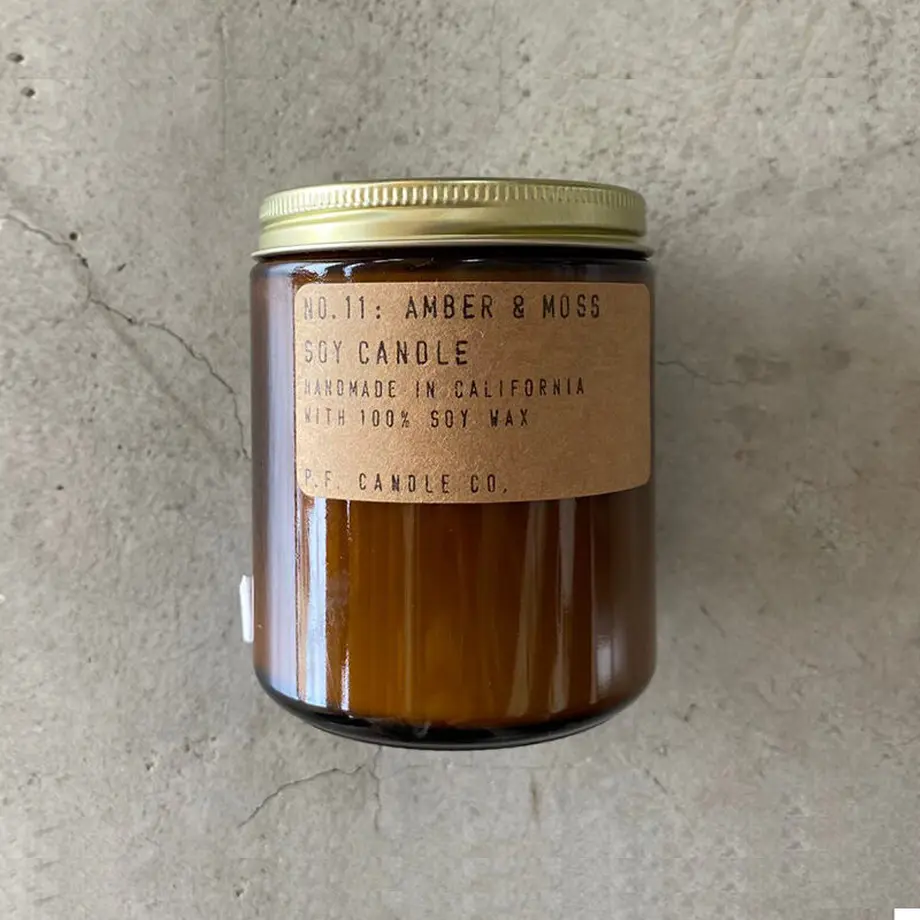 NO.11: AMBER & MOSS
SOY CANDLE
HANDMADE IN CALIFORNIA
WITH 100% SOY WAX
P.F. CANDLE CO.